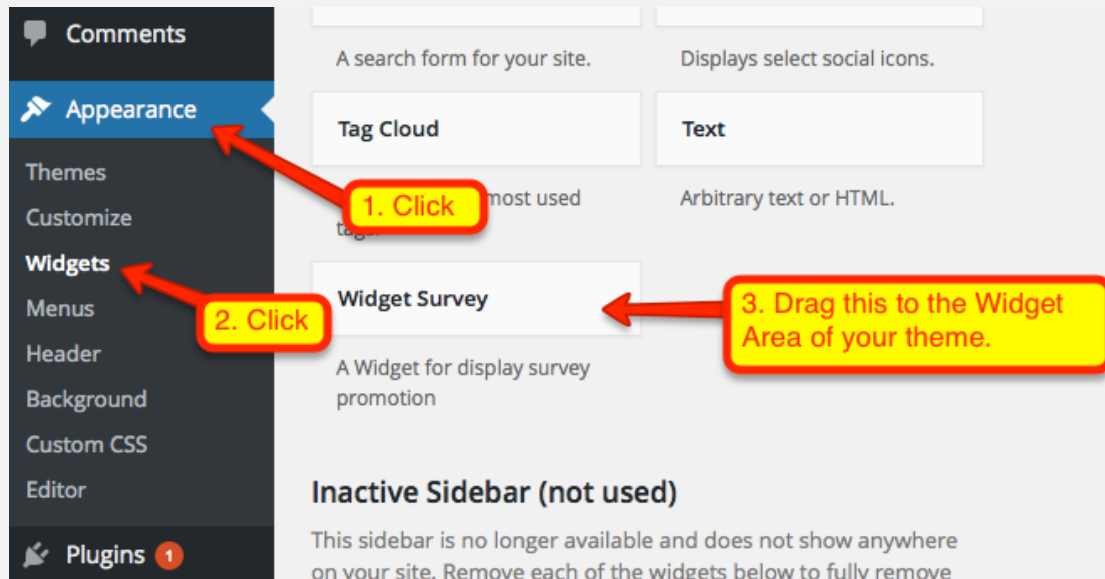 Comments
Appearance
Themes
Customize
Widgets
Menus
Header
Background
Custom CSS
Editor
Plugins 1
A search form for your site.
Displays select social icons.
Tag Cloud
Text
most used
Arbitrary text or HTML.
1. Click
Widget Survey
2. Click
3. Drag this to the Widget
Area of your theme.
A Widget for display survey
promotion
Inactive Sidebar (not used)
This sidebar is no longer available and does not show anywhere
on your site. Remove each of the widgets below to fully remove